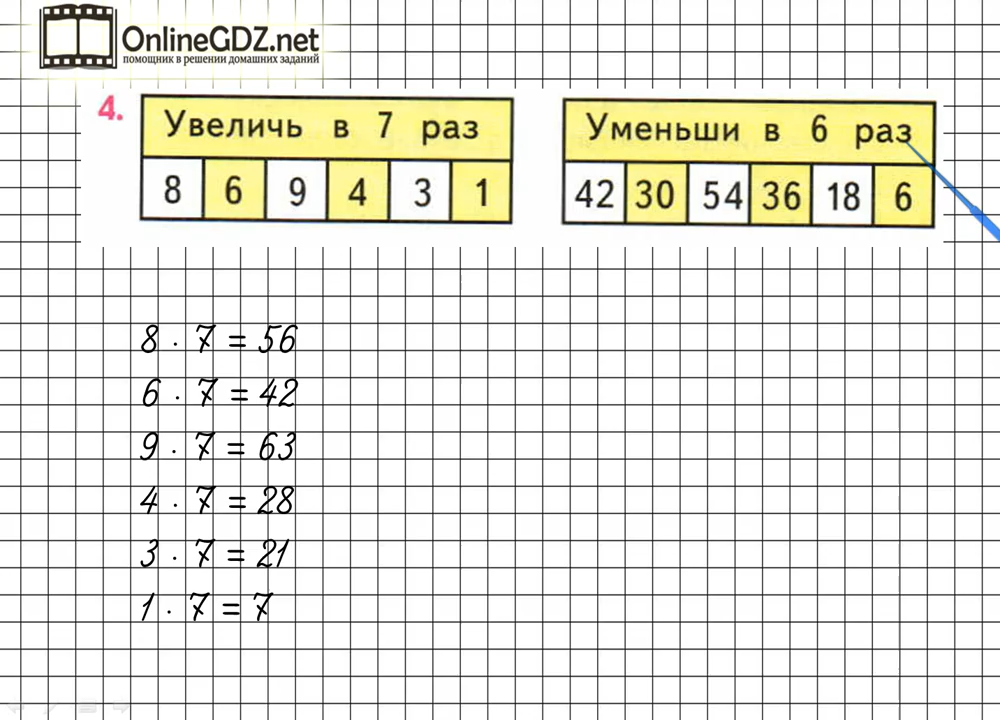 OnlineGDZ.net
помощник в решении домашних заданий
4.
Увеличь в 7 раз
8 6 9 4 3 1
Уменьши в 6 раз
42 30 54 36 18 6
8 · 7 = 56
6 · 7 = 42
9 · 7 = 63
4 · 7 = 28
3 · 7 = 21
1 · 7 = 7